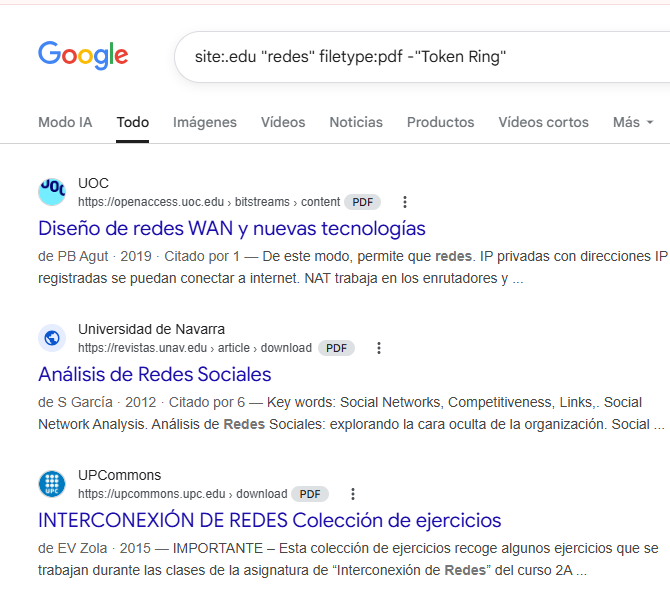 Google
site:.edu "redes" filetype:pdf -"Token Ring"
Modo IA Todo Imágenes Vídeos Noticias Productos Vídeos cortos Más
UOC
UOC
https://openaccess.uoc.edu › bitstreams › content PDF
Diseño de redes WAN y nuevas tecnologías
de PB Agut · 2019 · Citado por 1 — De este modo, permite que redes. IP privadas con direcciones IP
registradas se puedan conectar a internet. NAT trabaja en los enrutadores y ...
Universidad de Navarra
https://revistas.unav.edu › article › download PDF
Análisis de Redes Sociales
de S García · 2012 · Citado por 6 — Key words: Social Networks, Competitiveness, Links,. Social
Network Analysis. Análisis de Redes Sociales: explorando la cara oculta de la organización. Social ...
UPC
UPCommons
https://upcommons.upc.edu › download PDF
INTERCONEXIÓN DE REDES Colección de ejercicios
de EV Zola · 2015 — IMPORTANTE – Esta colección de ejercicios recoge algunos ejercicios que se
trabajan durante las clases de la asignatura de “Interconexión de Redes” del curso 2A ...